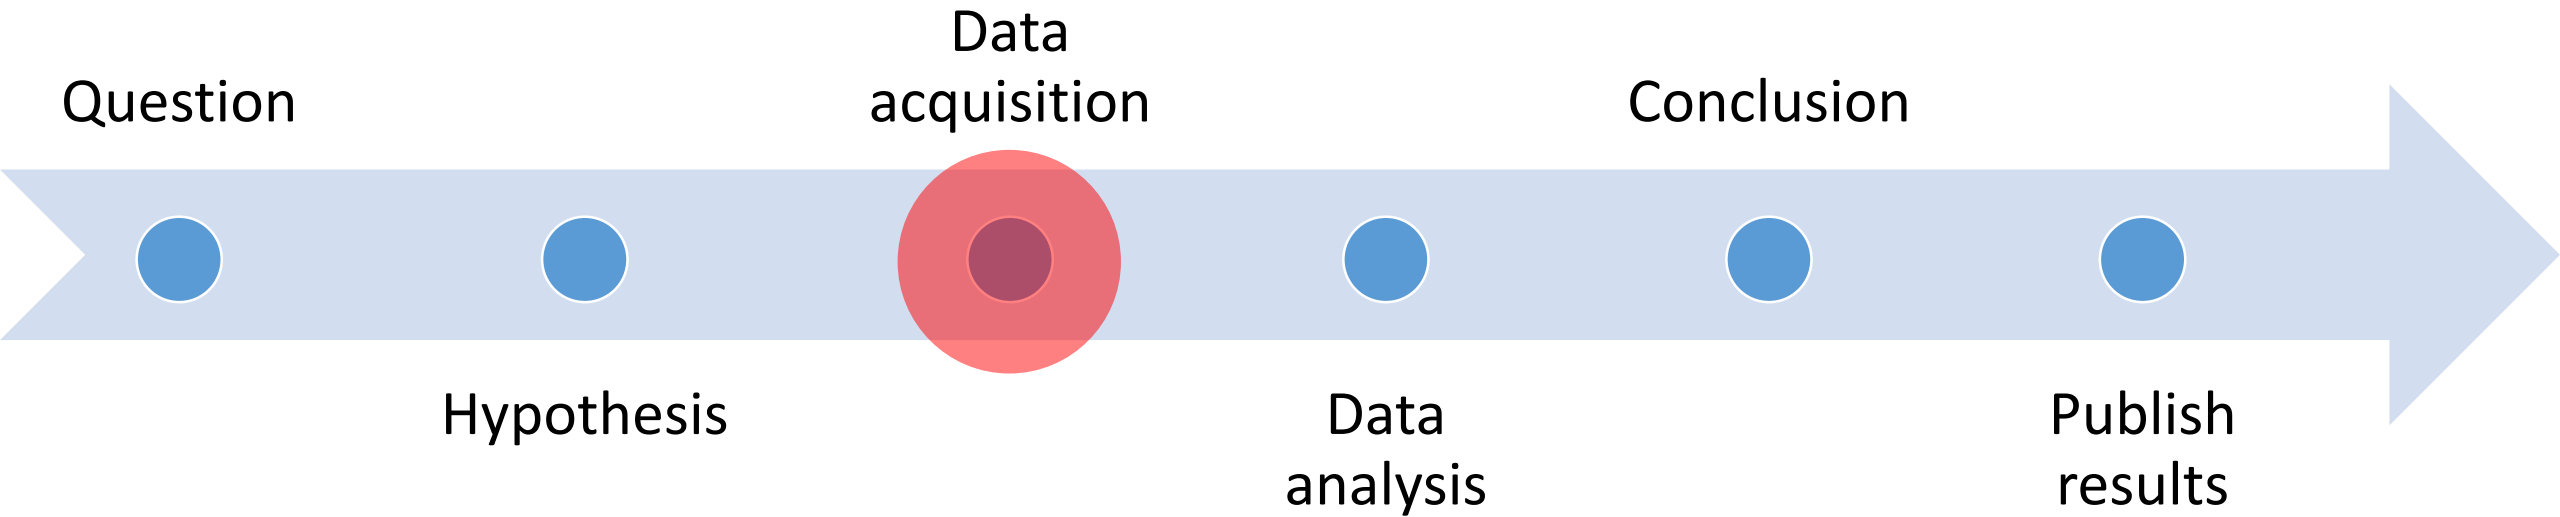 Question
Hypothesis
Data
acquisition
Data
analysis
Conclusion
Publish
results